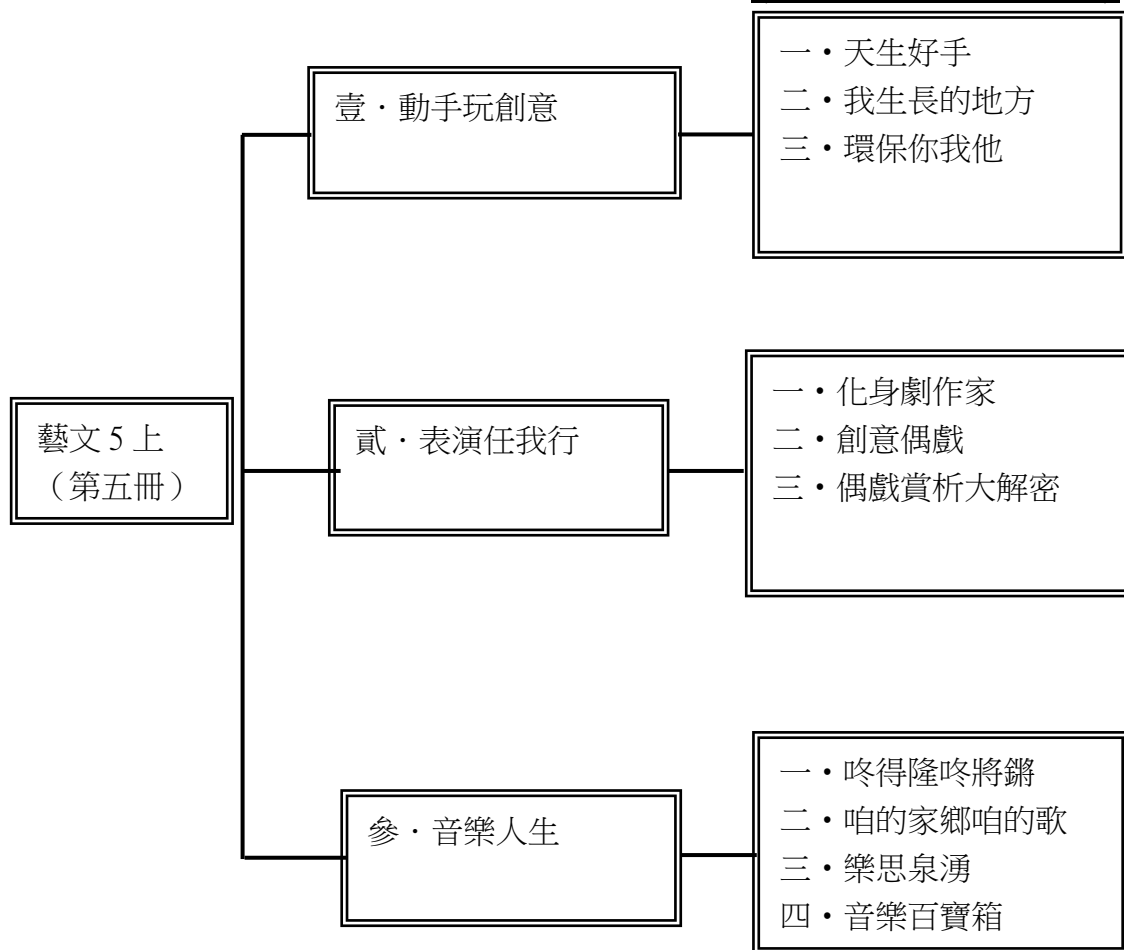 藝文 5 上
（第五冊）
壹．動手玩創意
一・天生好手
二・我生長的地方
三・環保你我他
貳．表演任我行
一・化身劇作家
二・創意偶戲
三・偶戲賞析大解密
參．音樂人生
一・咚得隆咚將鏘
二・咱的家鄉咱的歌
三・樂思泉湧
四・音樂百寶箱